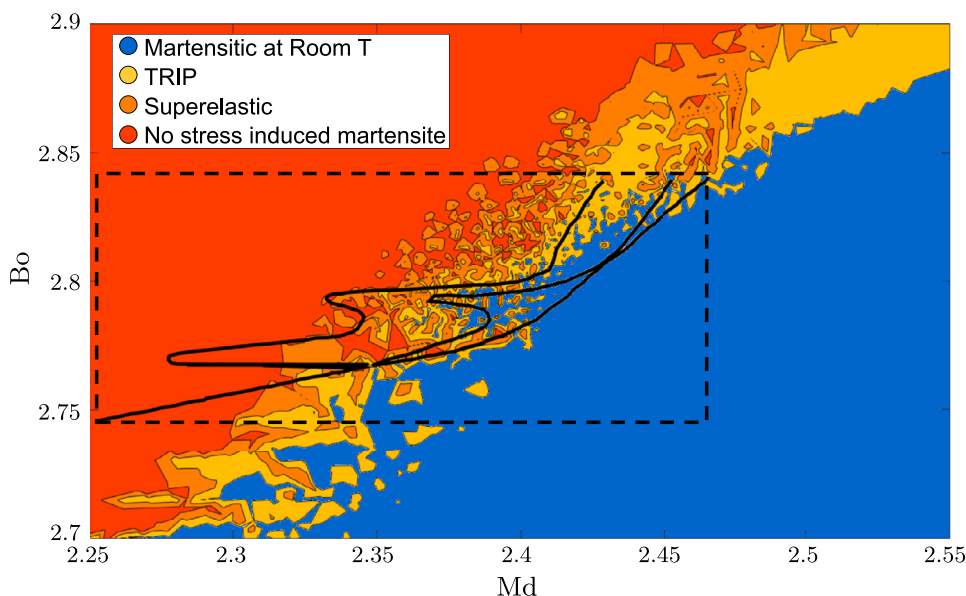 2.9
Martensitic at Room T
TRIP
Superelastic
No stress induced martensite
2.85
2.8
Bo
2.75
2.7
2.25 2.3 2.35 2.4 2.45 2.5 2.55
Md